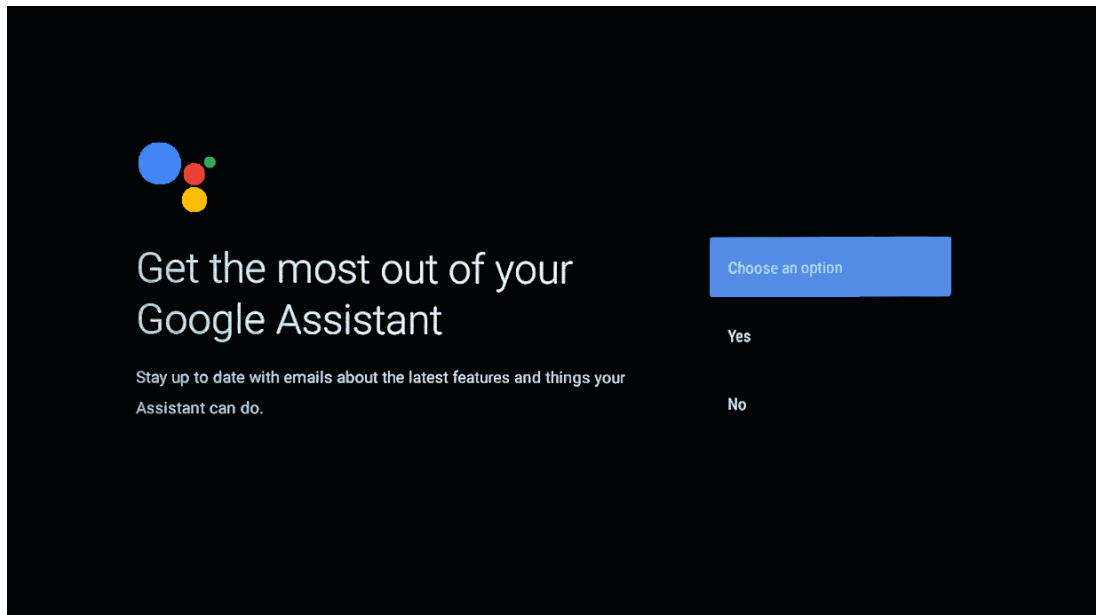 Get the most out of your
Google Assistant
Stay up to date with emails about the latest features and things your
Assistant can do.
Choose an option
Yes
No